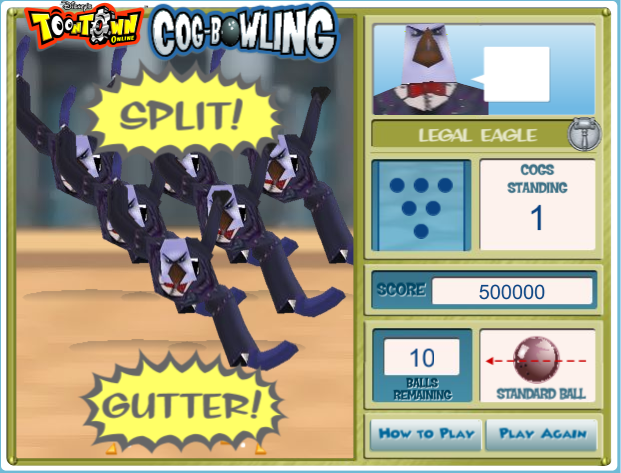 Disney's
TOONTOWN
ONLINE
COG-BOWLING
SPLIT!
LEGAL EAGLE
COGS
STANDING
1
SCORE 500000
10
BALLS
REMAINING
STANDARD BALL
GUTTER!
HOW TO PLAY
PLAY AGAIN